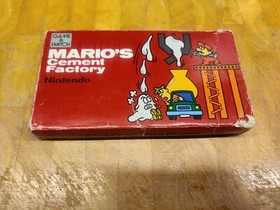 GAME &
WATCH
MARIO'S
Cement
Factory
Nintendo